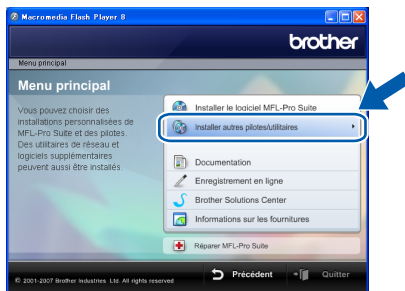 Macromedia Flash Player 8
brother
Menu principal
Menu principal
Vous pouvez choisir des
installations personnalisées de
MFL-Pro Suite et des pilotes.
Des utilitaires de réseau et
logiciels supplémentaires
peuvent aussi être installés
Installer le logiciel MFL-Pro Suite
Installer autres pilotes/utilitaires
Documentation
Enregistrement en ligne
Brother Solutions Center
Informations sur les fournitures
Réparer MFL-Pro Suite
© 2001-2007 Brother Industries Ltd. All rights reserved
Précédent
Quitter